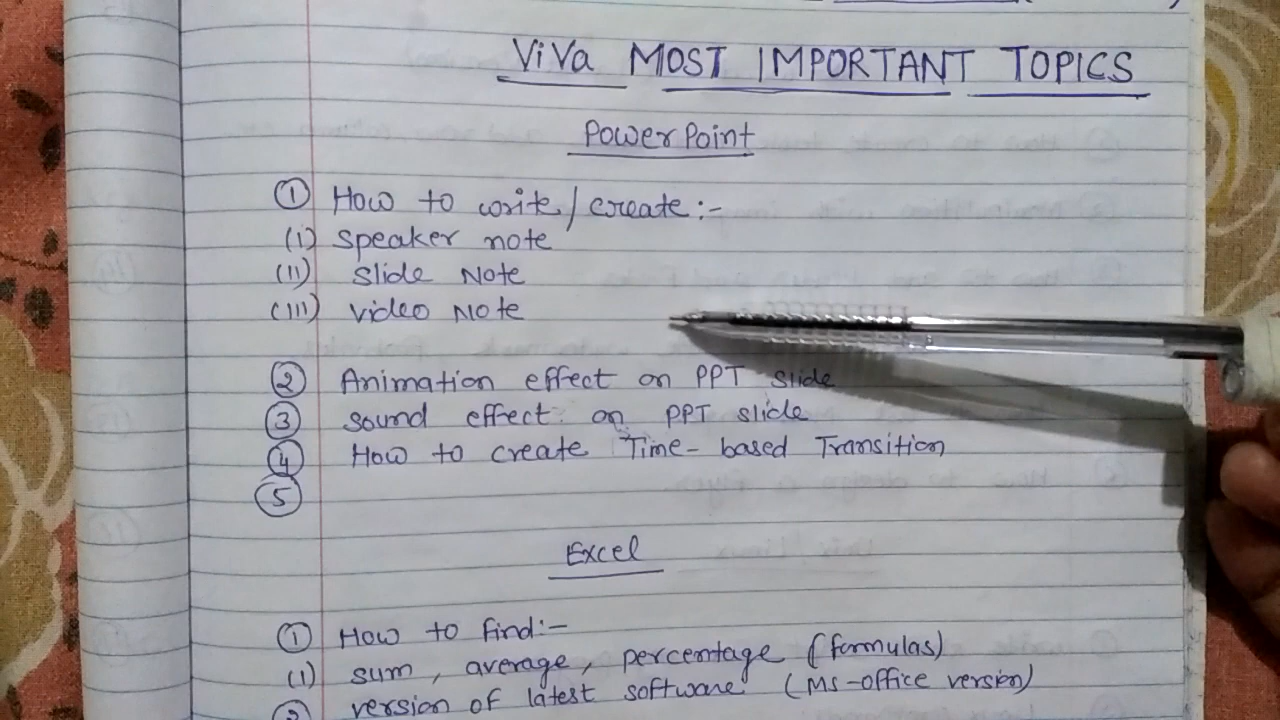 ViVa MOST IMPORTANT TOPICS
PowerPoint
① How to write/create:-
(i) speaker note
(ii) slide Note
(iii) video Note
② Animation effect on PPT slide
③ sound effect on PPT slide
④ How to create Time-based Transition
⑤
Excel
① How to find:-
(i) sum, average, percentage (formulas)
② version of latest software (MS-office version)